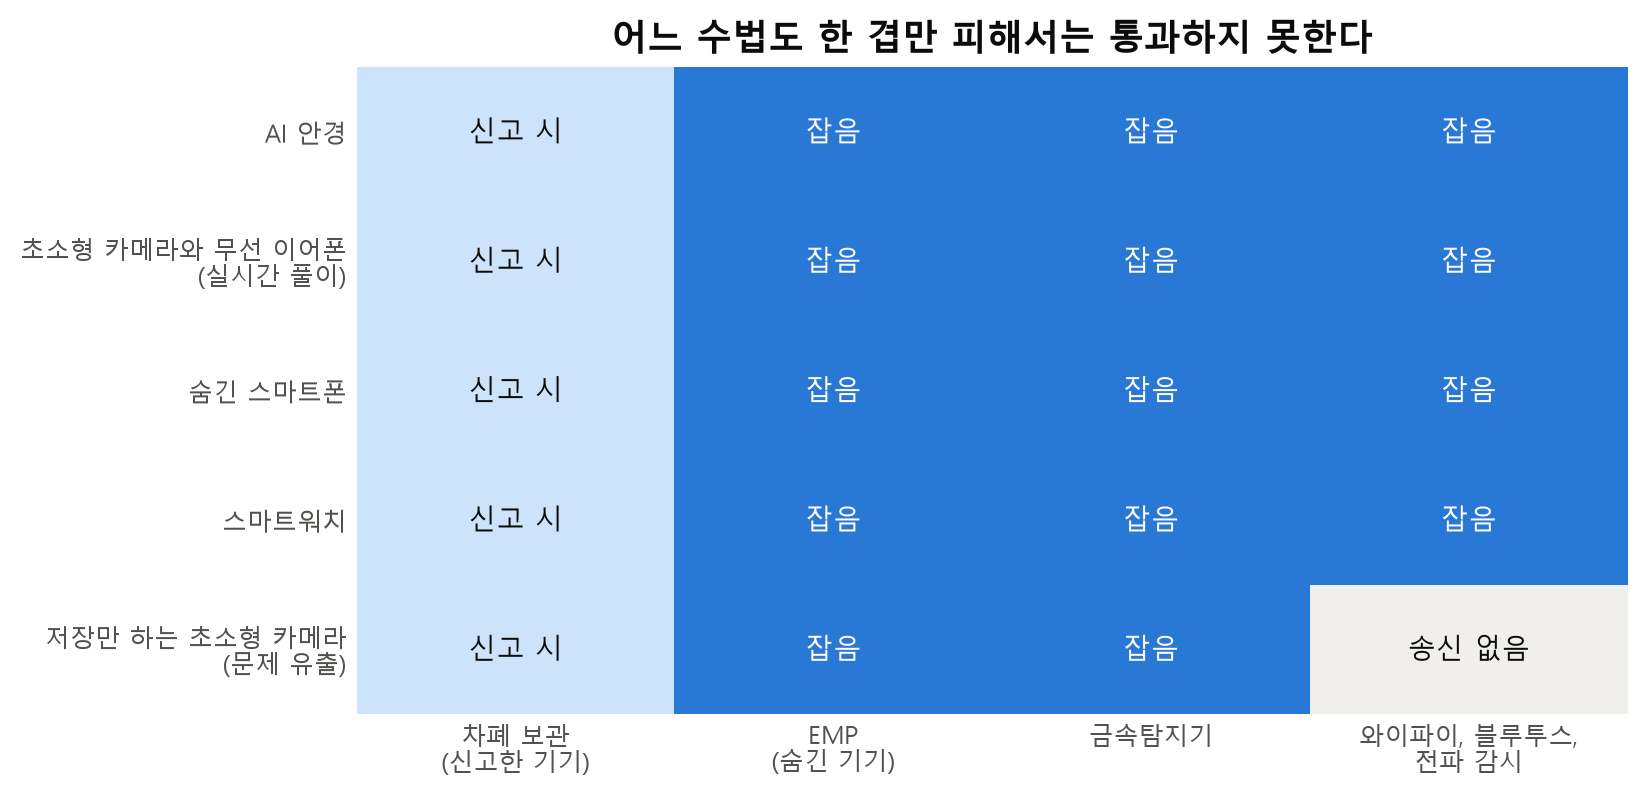 어느 수법도 한 겹만 피해서는 통과하지 못한다
AI 안경
신고 시
잡음
잡음
잡음
초소형 카메라와 무선 이어폰
(실시간 풀이)
신고 시
잡음
잡음
잡음
숨긴 스마트폰
신고 시
잡음
잡음
잡음
스마트워치
신고 시
잡음
잡음
잡음
저장만 하는 초소형 카메라
(문제 유출)
신고 시
잡음
잡음
송신 없음
차폐 보관
(신고한 기기)
EMP
(숨긴 기기)
금속탐지기
와이파이, 블루투스,
전파 감시